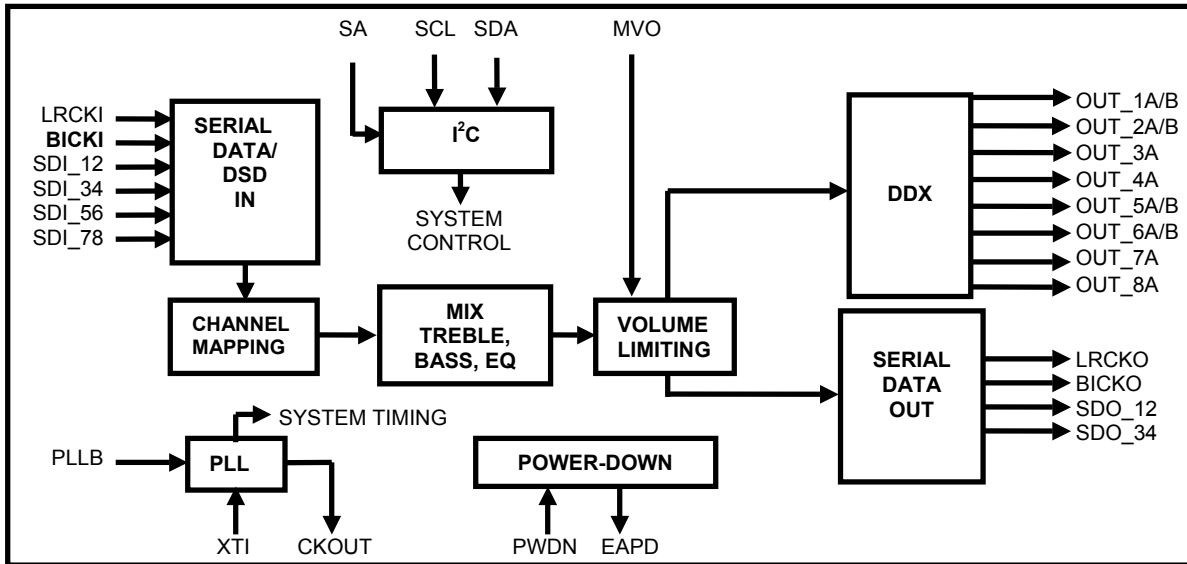 SA
SCL
SDA
MVO
LRCKI
BICKI
SDI_12
SDI_34
SDI_56
SDI_78
SERIAL
DATA/
DSD
IN
I²C
SYSTEM
CONTROL
DDX
OUT_1A/B
OUT_2A/B
OUT_3A
OUT_4A
OUT_5A/B
OUT_6A/B
OUT_7A
OUT_8A
CHANNEL
MAPPING
MIX
TREBLE,
BASS, EQ
VOLUME
LIMITING
SERIAL
DATA
OUT
LRCKO
BICKO
SDO_12
SDO_34
SYSTEM TIMING
PLLB
PLL
XTI
CKOUT
POWER-DOWN
PWDN
EAPD